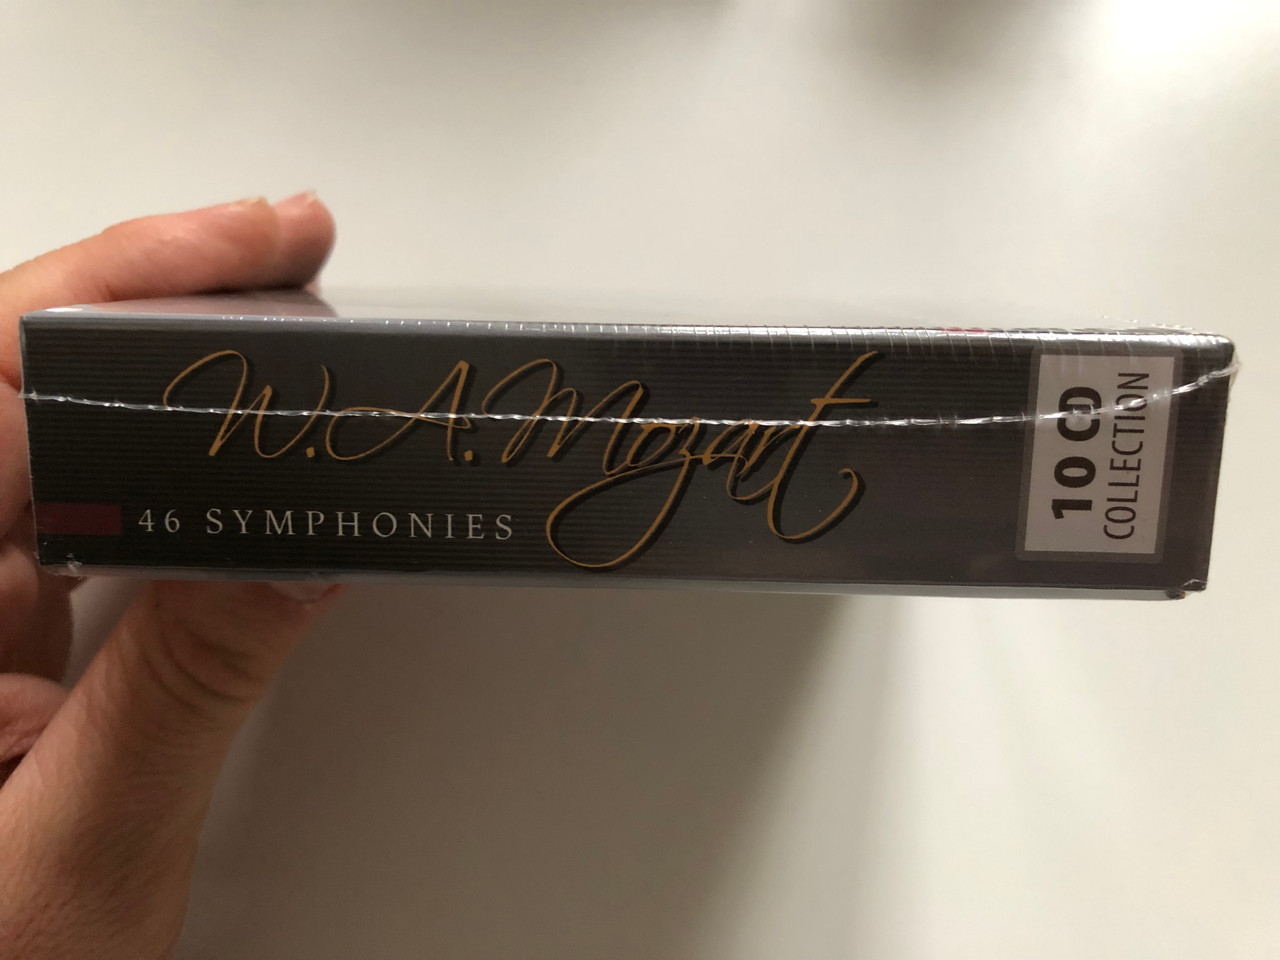 W.A. Mozart
46 SYMPHONIES
10 CD
COLLECTION